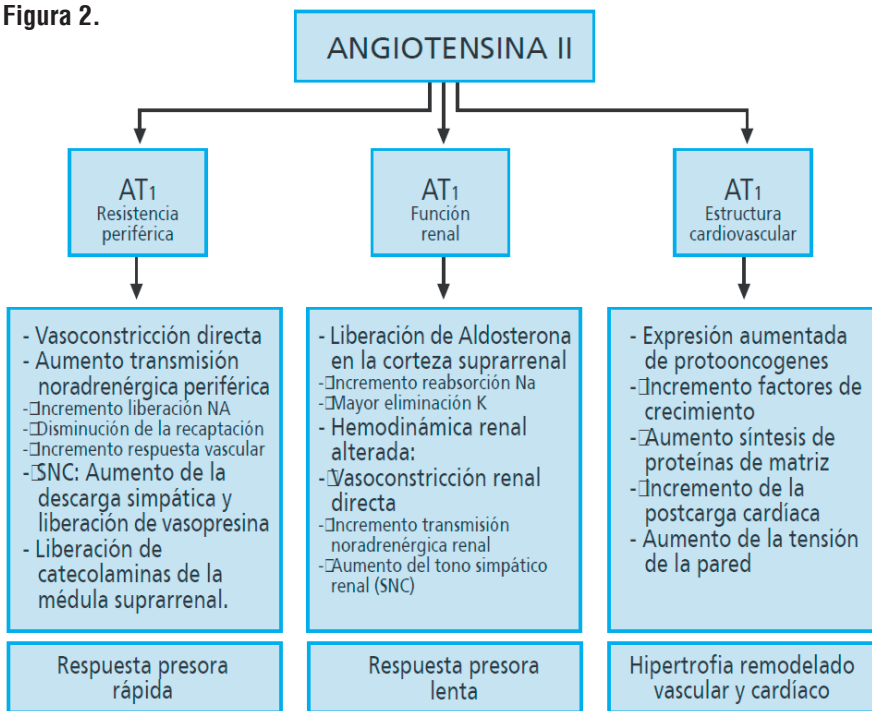 Figura 2.
ANGIOTENSINA II
AT1
Resistencia
periférica
AT1
Función
renal
AT1
Estructura
cardiovascular
- Vasoconstricción directa
- Aumento transmisión
noradrenérgica periférica
-□Incremento liberación NA
-□Disminución de la recaptación
-□Incremento respuesta vascular
-□SNC: Aumento de la
descarga simpática y
liberación de vasopresina
- Liberación de
catecolaminas de la
médula suprarrenal.
- Liberación de Aldosterona
en la corteza suprarrenal
-□Incremento reabsorción Na
-□Mayor eliminación K
- Hemodinámica renal
alterada:
-□Vasoconstricción renal
directa
-□Incremento transmisión
noradrenérgica renal
-□Aumento del tono simpático
renal (SNC)
- Expresión aumentada
de protooncogenes
-□Incremento factores de
crecimiento
-□Aumento síntesis de
proteínas de matriz
-□Incremento de la
postcarga cardíaca
- Aumento de la tensión
de la pared
Respuesta presora
rápida
Respuesta presora
lenta
Hipertrofia remodelado
vascular y cardíaco